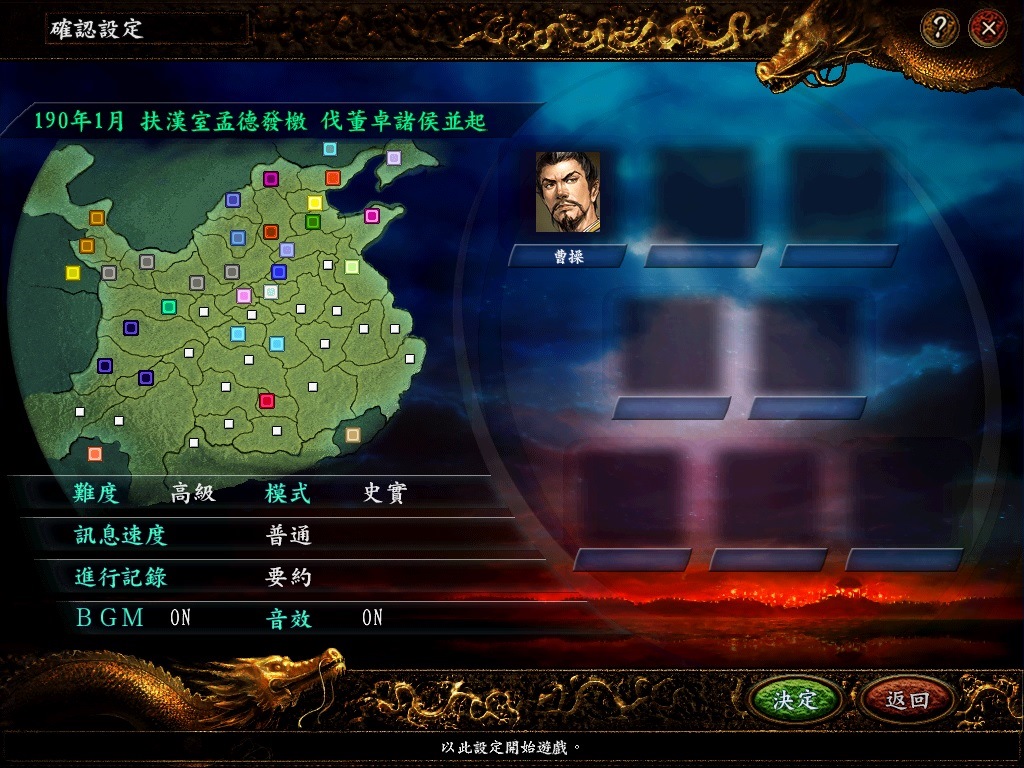 確認設定
? ×
190年1月 扶漢室孟德發檄 伐董卓諸侯並起
曹操
難度 高級 模式 史實
訊息速度 普通
進行記錄 要約
BGM ON 音效 ON
決定 返回
以此設定開始遊戲。